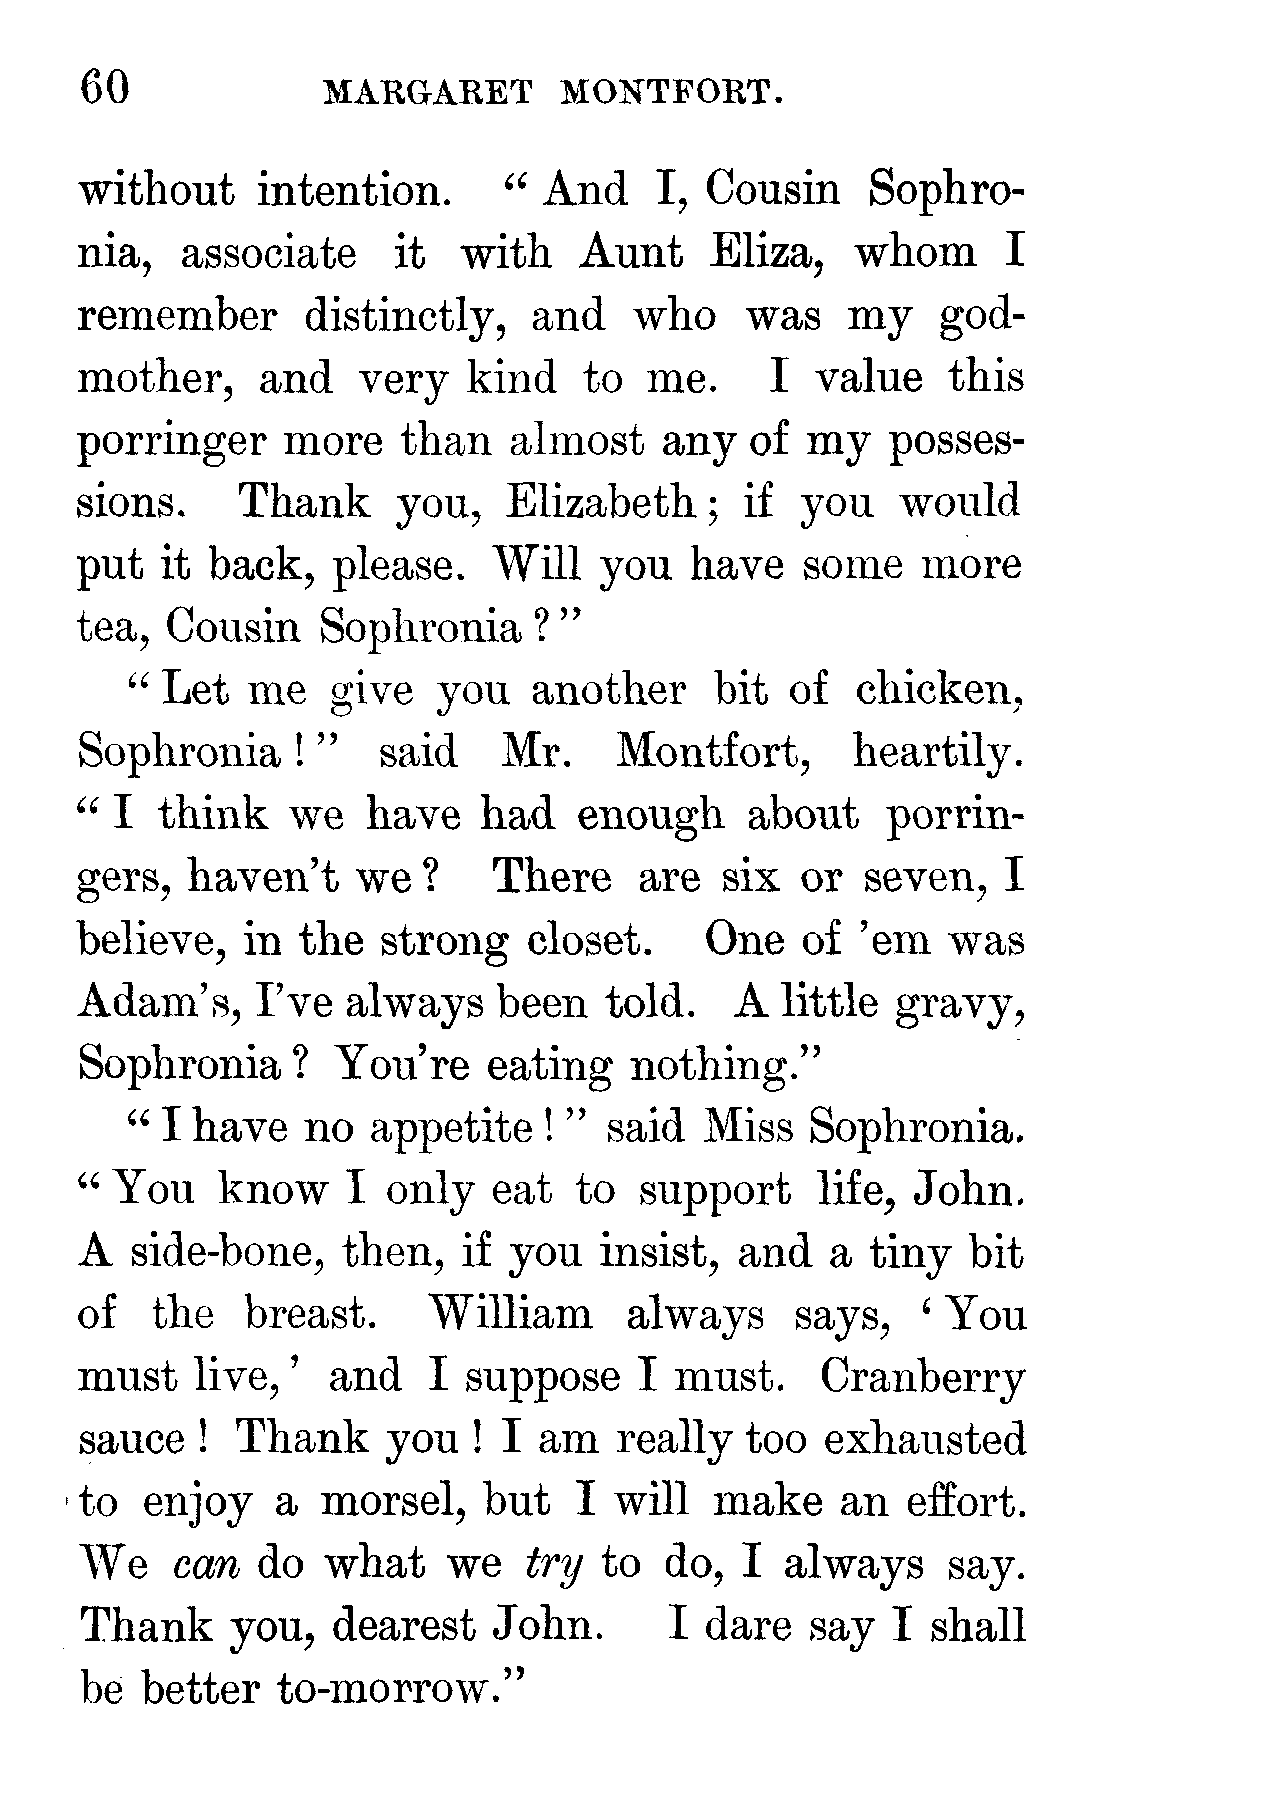 60 MARGARET MONTFORT.
without intention. “And I, Cousin Sophro-
nia, associate it with Aunt Eliza, whom I
remember distinctly, and who was my god-
mother, and very kind to me. I value this
porringer more than almost any of my posses-
sions. Thank you, Elizabeth; if you would
put it back, please. Will you have some more
tea, Cousin Sophronia?”
“Let me give you another bit of chicken,
Sophronia!” said Mr. Montfort, heartily.
“I think we have had enough about porrin-
gers, haven’t we? There are six or seven, I
believe, in the strong closet. One of ’em was
Adam’s, I’ve always been told. A little gravy,
Sophronia? You’re eating nothing.”
“I have no appetite!” said Miss Sophronia.
“You know I only eat to support life, John.
A side-bone, then, if you insist, and a tiny bit
of the breast. William always says, ‘You
must live,’ and I suppose I must. Cranberry
sauce! Thank you! I am really too exhausted
to enjoy a morsel, but I will make an effort.
We can do what we try to do, I always say.
Thank you, dearest John. I dare say I shall
be better to-morrow.”